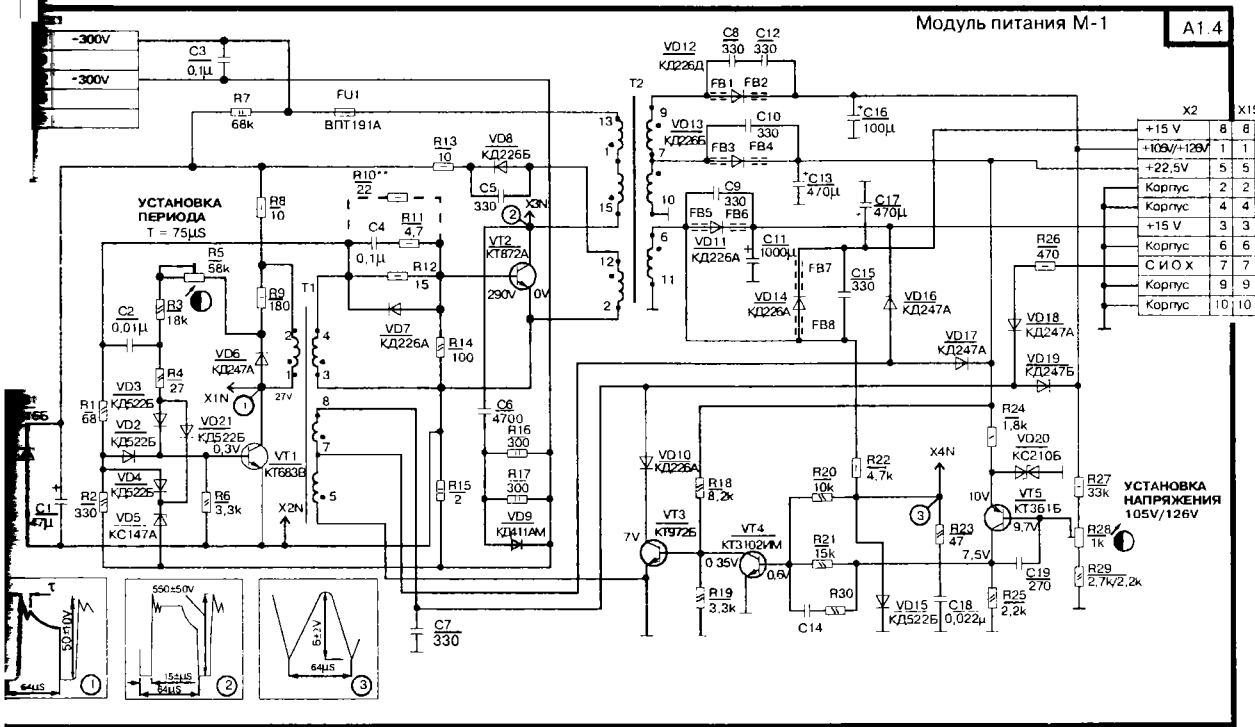 Модуль питания М-1
A1.4
-300V
-300V
C3
0,1μ
R7
68k
FU1
ВПТ191А
VD12
КД226Д
C8
330
C12
330
T2
FB1
FB2
13
9
C16
100μ
VD13
КД226Б
C10
330
X2
+15 V
8
8
+105V/+126V
1
1
+22,5V
5
5
Корпус
2
2
Корпус
4
4
+15 V
3
3
Корпус
6
6
С И О Х
7
7
Корпус
9
9
Корпус
10
10
R13
10
VD8
КД226Б
1
7
FB3
FB4
C13
470μ
R10**
22
C5
330
X3N
2
15
10
C9
330
C17
470μ
УСТАНОВКА
ПЕРИОДА
T = 75μS
R8
10
C4
0,1μ
R11
4,7
VT2
КТ872А
290V
0V
6
FB5
FB6
VD11
КД226А
C11
1000μ
R26
470
R5
58k
R12
15
12
11
FB7
C15
330
C2
0,01μ
R3
18k
R9
180
T1
VD7
КД226А
2
VD14
КД226А
FB8
VD16
КД247А
VD18
КД247А
2
4
R14
100
VD17
КД247А
VD19
КД247Б
R4
27
VD6
КД247А
X1N
1
1
27V
3
VD3
КД522Б
R1
68
VD2
КД522Б
VD21
КД522Б
0,3V
8
C6
4700
R24
1,8k
VT1
КТ683В
7
R16
300
VD10
КД226А
R18
8,2k
R20
10k
R22
4,7k
X4N
VD20
КС210Б
VD4
КД522Б
R2
330
R6
3,3k
X2N
5
R15
2
R17
300
3
10V
R27
33k
УСТАНОВКА
НАПРЯЖЕНИЯ
105V/126V
C1
47μ
VD5
КС147А
VD9
КД411АМ
7V
VT3
КТ972Б
VT4
КТ3102ИМ
0 35V
0,6V
R21
15k
R23
47
VT5
КТ361Б
9,7V
R28
1k
7,5V
τ
50±10V
64μS
1
550±50V
15±μS
64μS
2
64μS
3
C7
330
R19
3,3k
C14
R30
VD15
КД522Б
C18
0,022μ
R25
2,2k
C19
270
R29
2,7k/2,2k